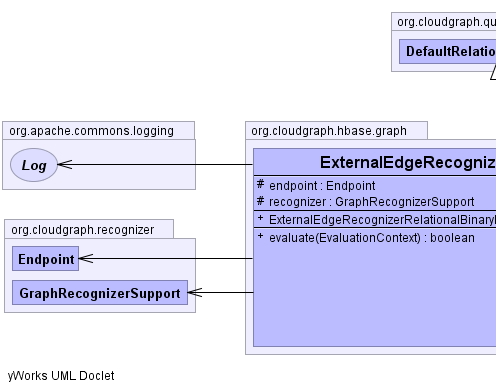 org.cloudgraph.qu
DefaultRelatio
org.apache.commons.logging
Log
org.cloudgraph.hbase.graph
ExternalEdgeRecogniz
# endpoint : Endpoint
# recognizer : GraphRecognizerSupport
+ ExternalEdgeRecognizerRelationalBinary
+ evaluate(EvaluationContext) : boolean
org.cloudgraph.recognizer
Endpoint
GraphRecognizerSupport
yWorks UML Doclet